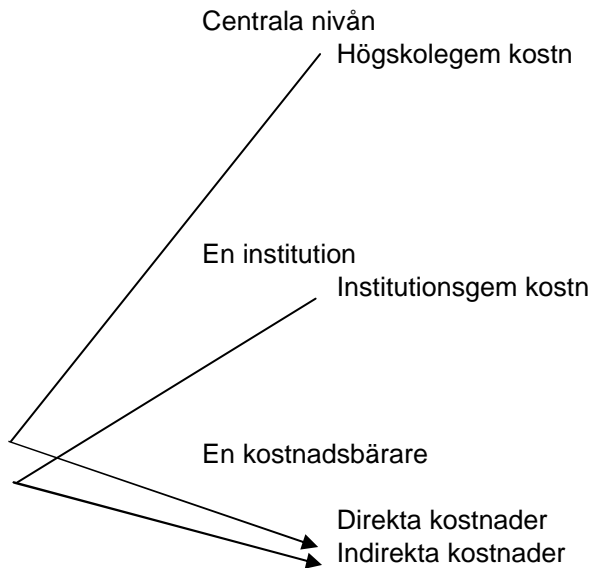 Centrala nivån
Högskolegem kostn
En institution
Institutionsgem kostn
En kostnadsbärare
Direkta kostnader
Indirekta kostnader